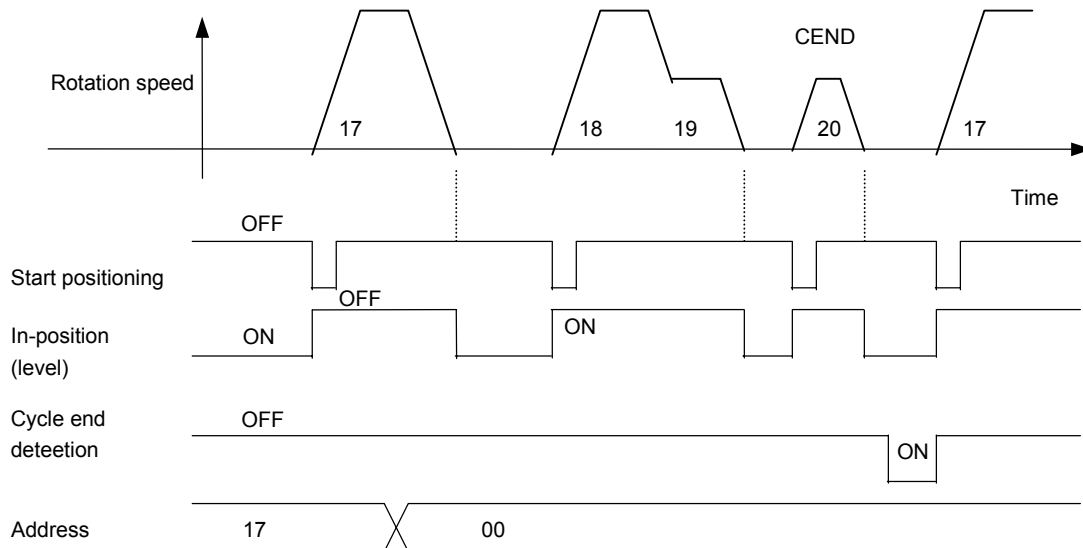 CEND
Rotation speed
17 18 19 20 17
Time
OFF
Start positioning
OFF
In-position
(level)
ON
ON
Cycle end
deteetion
OFF
ON
Address
17 00